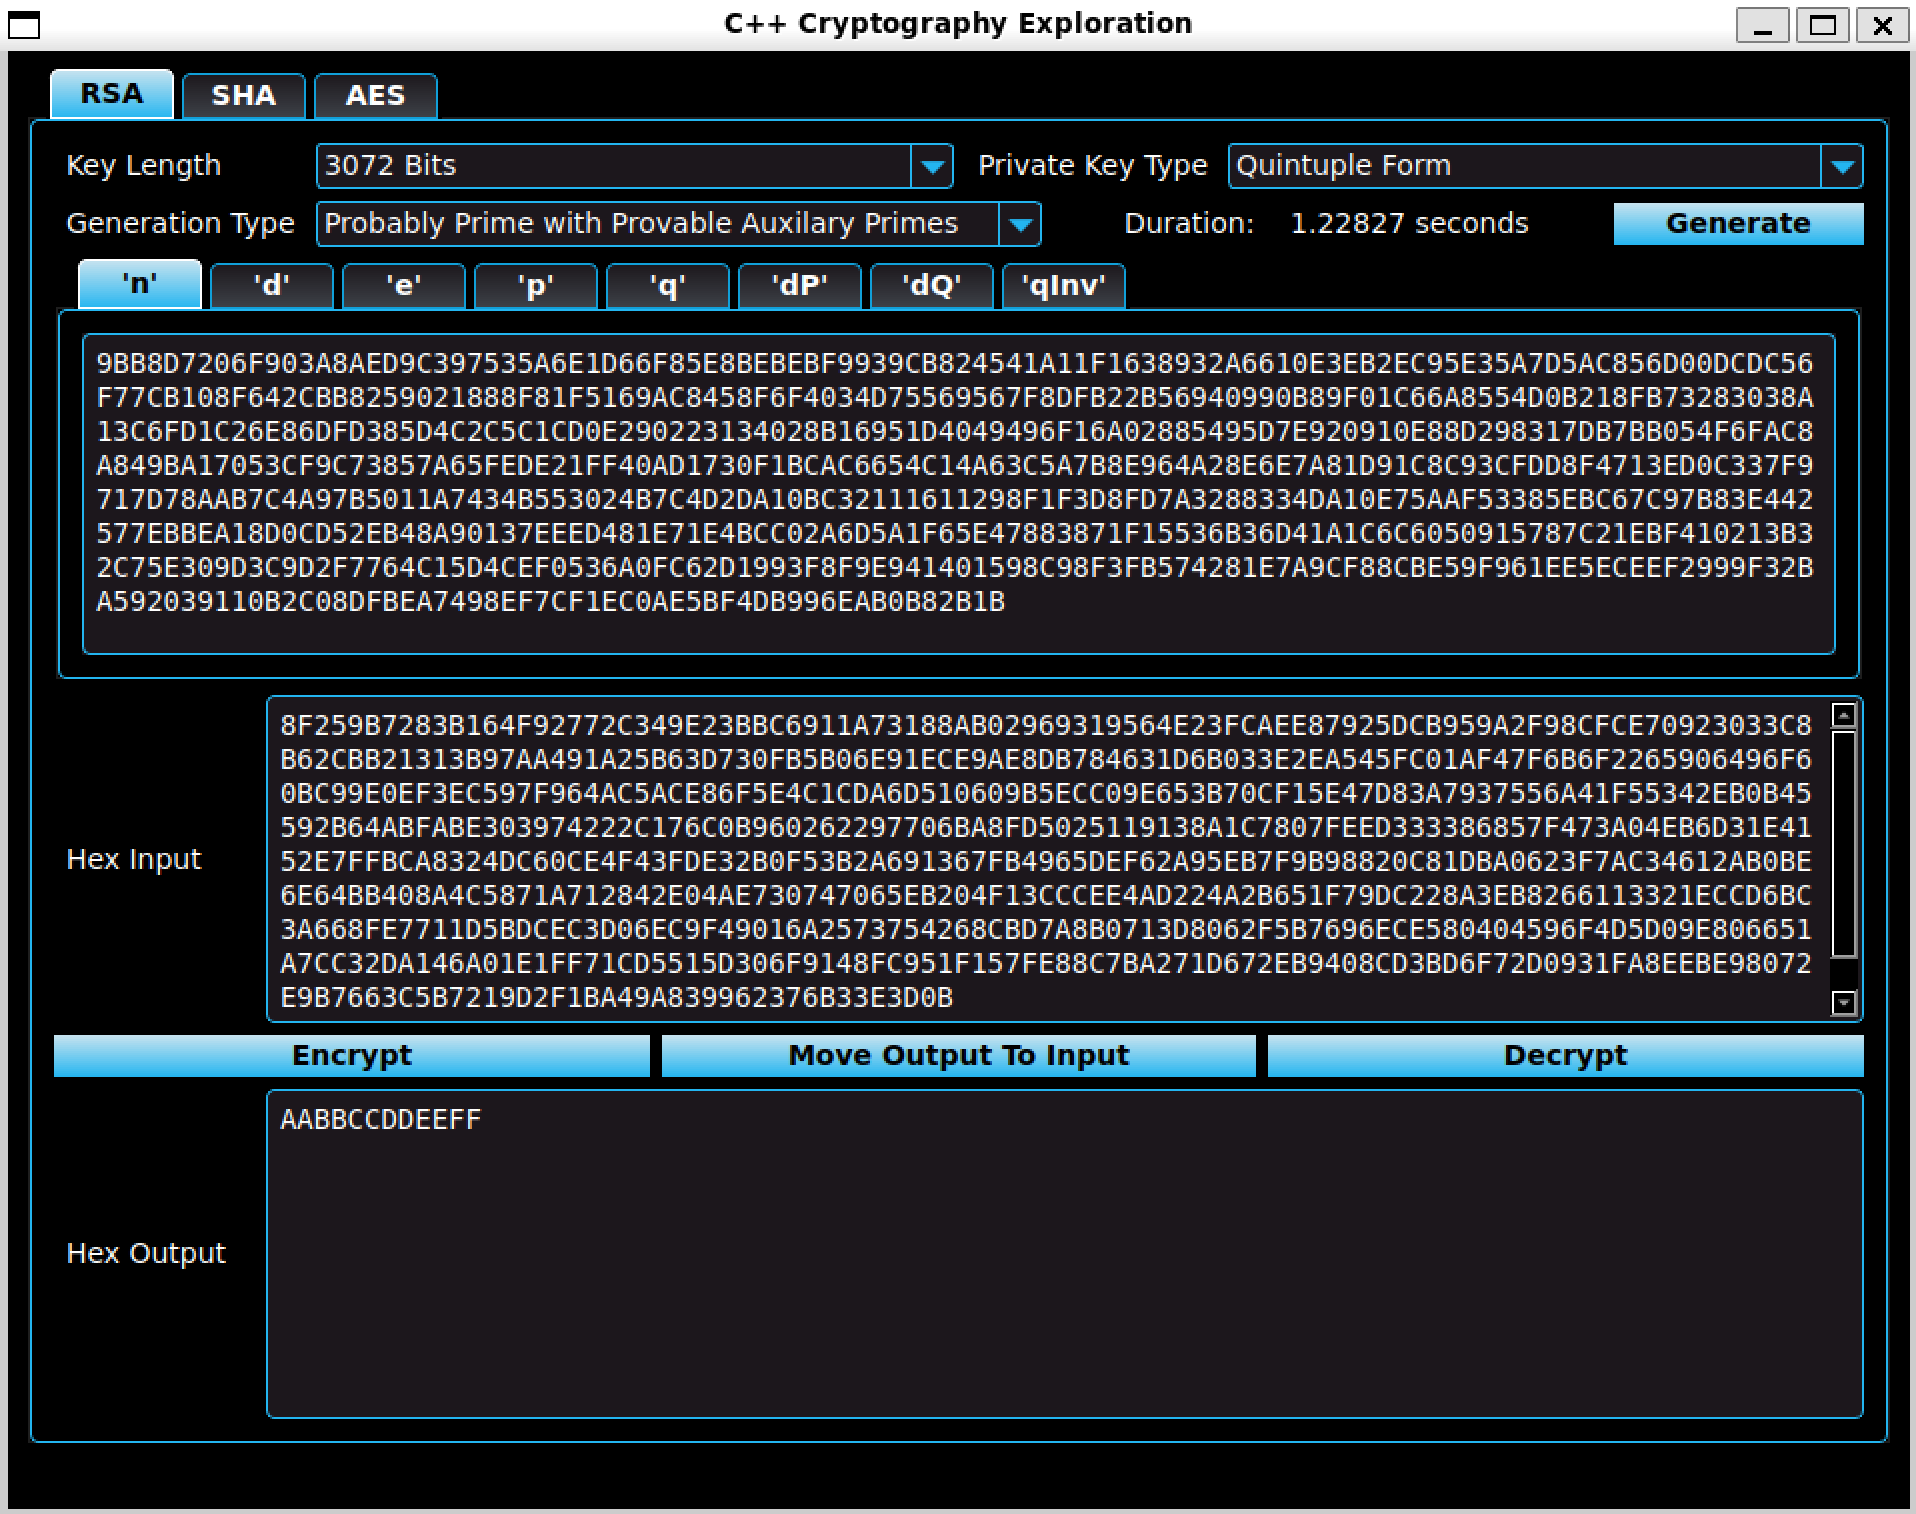 C++ Cryptography Exploration
RSA SHA AES
Key Length 3072 Bits Private Key Type Quintuple Form
Generation Type Probably Prime with Provable Auxilary Primes Duration: 1.22827 seconds Generate
'n' 'd' 'e' 'p' 'q' 'dP' 'dQ' 'qInv'
9BB8D7206F903A8AED9C397535A6E1D66F85E8BEBEBF9939CB824541A11F1638932A6610E3EB2EC95E35A7D5AC856D00DCDC56
F77CB108F642CBB8259021888F81F5169AC8458F6F4034D75569567F8DFB22B56940990B89F01C66A8554D0B218FB73283038A
13C6FD1C26E86DFD385D4C2C5C1CD0E290223134028B16951D4049496F16A02885495D7E920910E88D298317DB7BB054F6FAC8
A849BA17053CF9C73857A65FEDE21FF40AD1730F1BCAC6654C14A63C5A7B8E964A28E6E7A81D91C8C93CFDD8F4713ED0C337F9
717D78AAB7C4A97B5011A7434B553024B7C4D2DA10BC32111611298F1F3D8FD7A3288334DA10E75AAF53385EBC67C97B83E442
577EBBEA18D0CD52EB48A90137EEED481E71E4BCC02A6D5A1F65E47883871F15536B36D41A1C6C6050915787C21EBF410213B3
2C75E309D3C9D2F7764C15D4CEF0536A0FC62D1993F8F9E941401598C98F3FB574281E7A9CF88CBE59F961EE5ECEEF2999F32B
A592039110B2C08DFBEA7498EF7CF1EC0AE5BF4DB996EAB0B82B1B
8F259B7283B164F92772C349E23BBC6911A73188AB02969319564E23FCAEE87925DCB959A2F98CFCE70923033C8
B62CBB21313B97AA491A25B63D730FB5B06E91ECE9AE8DB784631D6B033E2EA545FC01AF47F6B6F2265906496F6
0BC99E0EF3EC597F964AC5ACE86F5E4C1CDA6D510609B5ECC09E653B70CF15E47D83A7937556A41F55342EB0B45
592B64ABFABE303974222C176C0B960262297706BA8FD5025119138A1C7807FEED333386857F473A04EB6D31E41
Hex Input
52E7FFBCA8324DC60CE4F43FDE32B0F53B2A691367FB4965DEF62A95EB7F9B98820C81DBA0623F7AC34612AB0BE
6E64BB408A4C5871A712842E04AE730747065EB204F13CCCEE4AD224A2B651F79DC228A3EB8266113321ECCD6BC
3A668FE7711D5BDCEC3D06EC9F49016A2573754268CBD7A8B0713D8062F5B7696ECE580404596F4D5D09E806651
A7CC32DA146A01E1FF71CD5515D306F9148FC951F157FE88C7BA271D672EB9408CD3BD6F72D0931FA8EEBE98072
E9B7663C5B7219D2F1BA49A839962376B33E3D0B
Encrypt Move Output To Input Decrypt
AABBCCDDEEFF
Hex Output